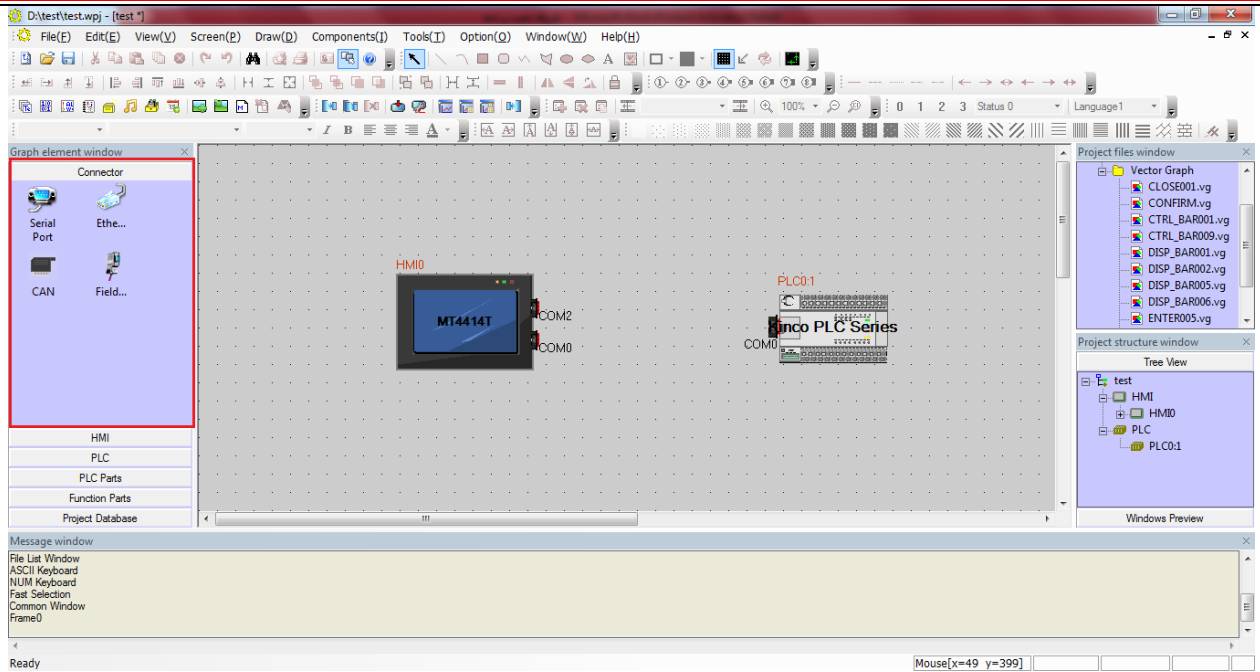 D:\test\test.wpj - [test *]
File(F) Edit(E) View(V) Screen(P) Draw(D) Components(J) Tools(T) Option(O) Window(W) Help(H)
100% 0 1 2 3 Status 0 Language1
Graph element window
Connector
Serial Port
Ethe...
CAN
Field...
HMI
PLC
PLC Parts
Function Parts
Project Database
HMI0
MT4414T
COM2
COM0
PLC0:1
Kinco PLC Series
COM0
Project files window
Vector Graph
CLOSE001.vg
CONFIRM.vg
CTRL_BAR001.vg
CTRL_BAR009.vg
DISP_BAR001.vg
DISP_BAR002.vg
DISP_BAR005.vg
DISP_BAR006.vg
ENTER005.vg
Project structure window
Tree View
test
HMI
HMI0
PLC
PLC0:1
Windows Preview
Message window
File List Window
ASCII Keyboard
NUM Keyboard
Fast Selection
Common Window
Frame0
Ready
Mouse[x=49 y=399]